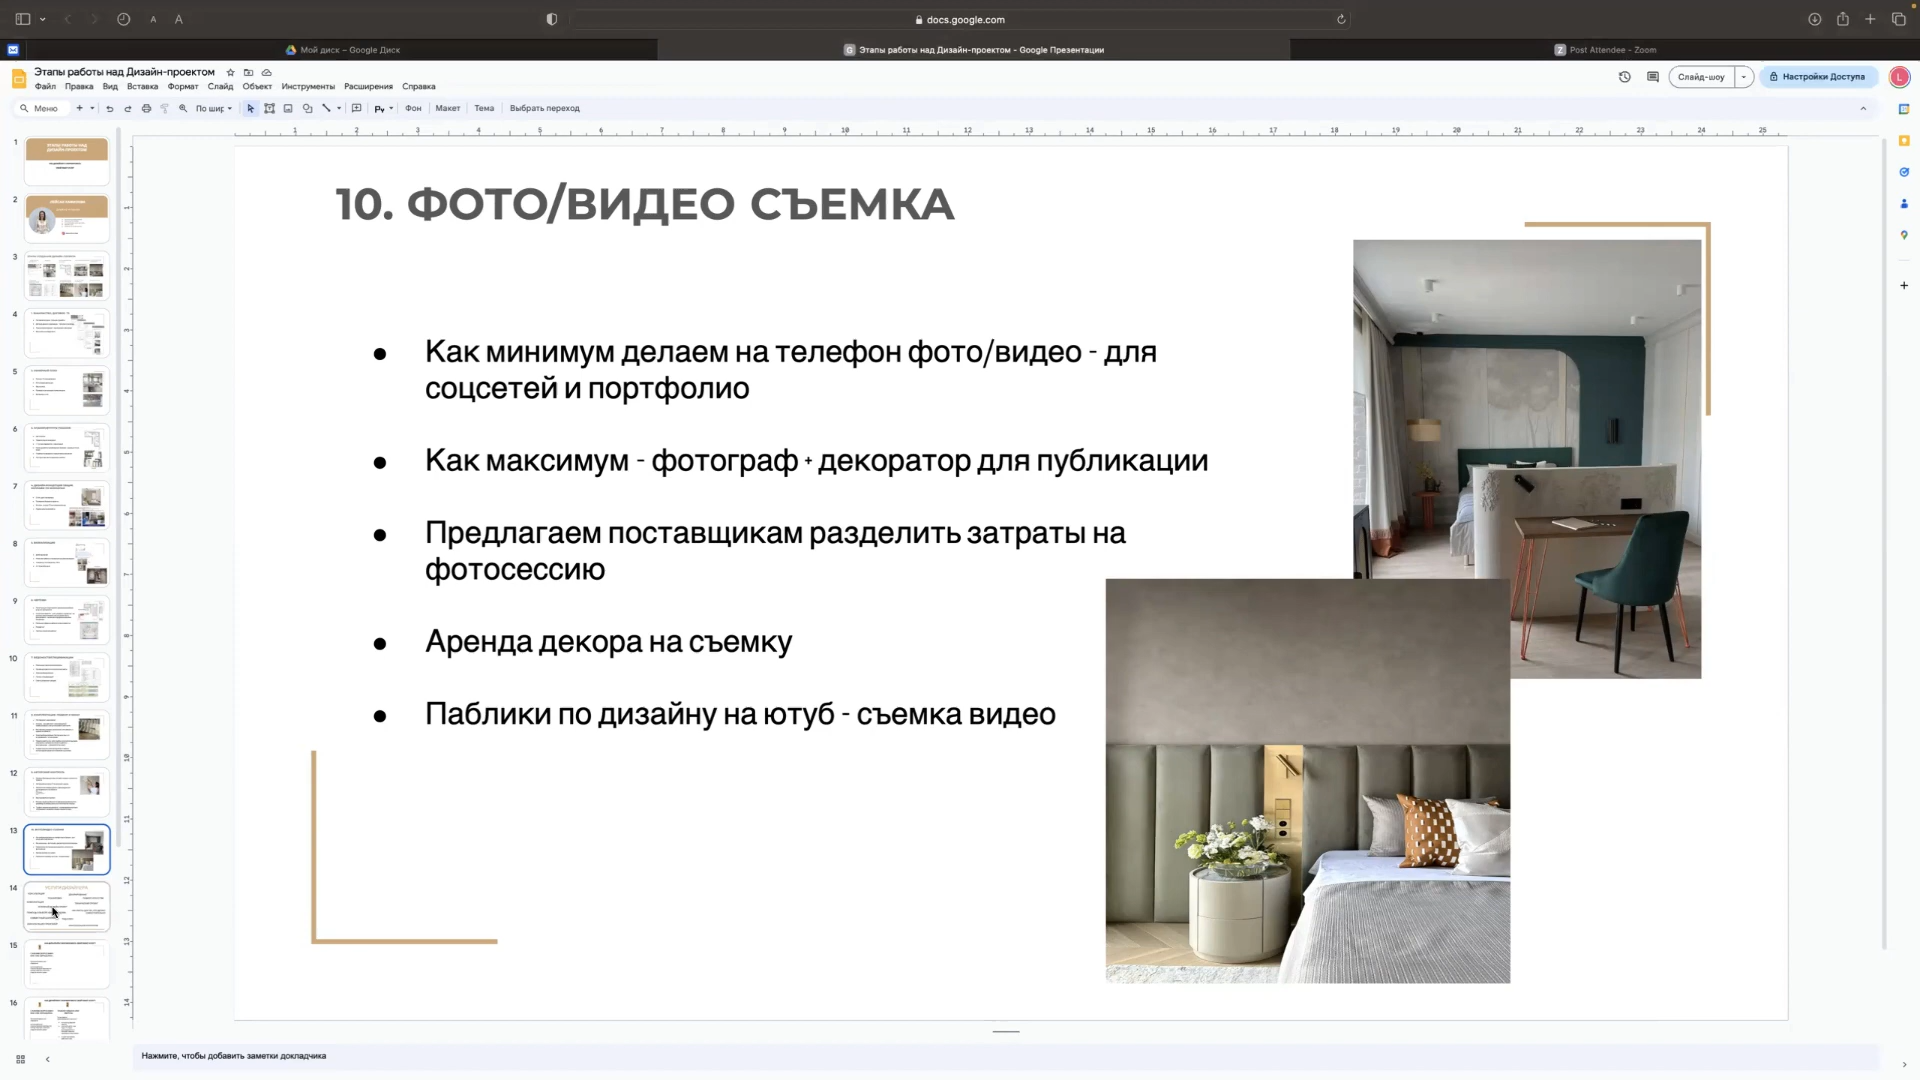 docs.google.com
Мой диск – Google Диск
Этапы работы над Дизайн-проектом - Google Презентации
Post Attendee - Zoom
Этапы работы над Дизайн-проектом
Файл Правка Вид Вставка Формат Слайд Объект Инструменты Расширения Справка
Слайд-шоу
Настройки Доступа
Меню
По шир
Фон
Макет
Тема
Выбрать переход
10. ФОТО/ВИДЕО СЪЕМКА
● Как минимум делаем на телефон фото/видео - для
соцсетей и портфолио
● Как максимум - фотограф + декоратор для публикации
● Предлагаем поставщикам разделить затраты на
фотосессию
● Аренда декора на съемку
● Паблики по дизайну на ютуб - съемка видео
Нажмите, чтобы добавить заметки докладчика